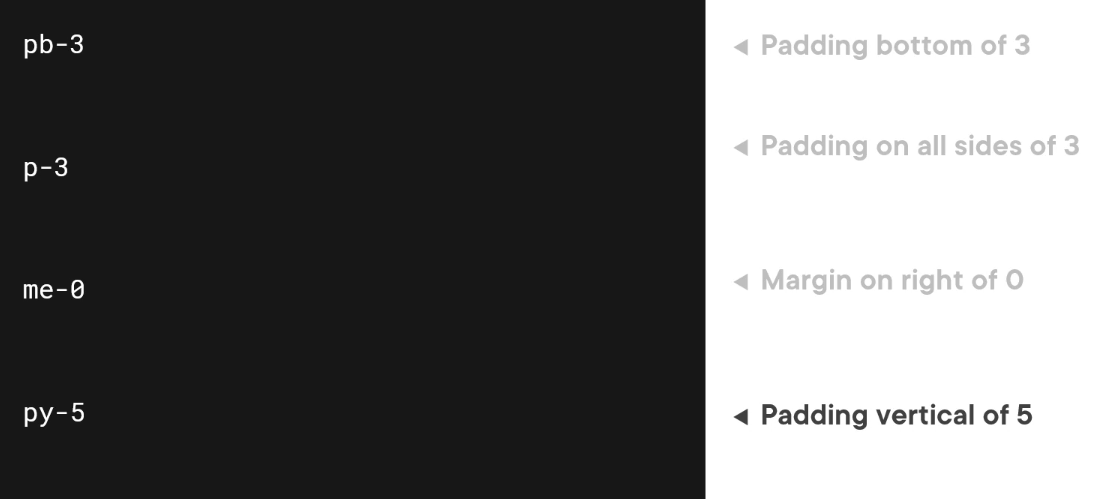 pb-3
◄ Padding bottom of 3
p-3
◄ Padding on all sides of 3
me-0
◄ Margin on right of 0
py-5
◄ Padding vertical of 5